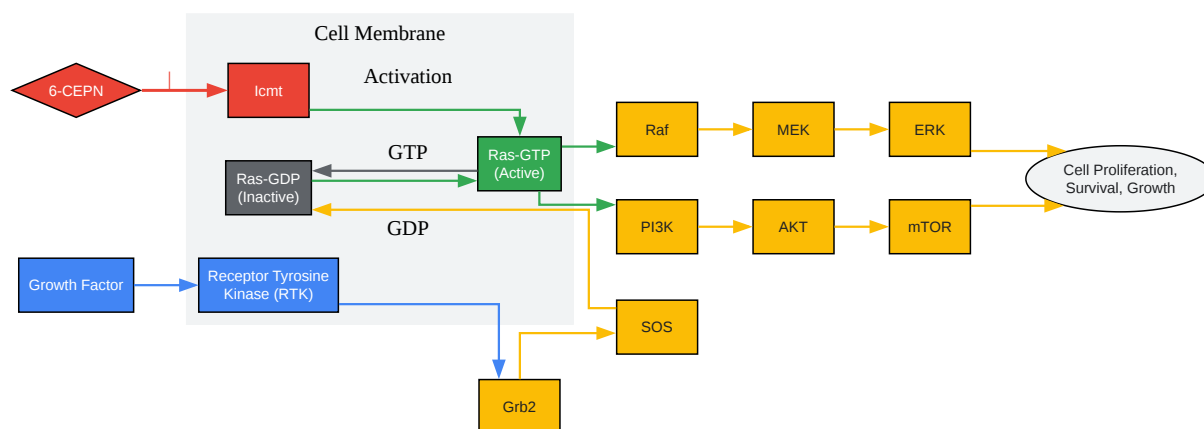 Cell Membrane
6-CEPN
Icmt
Activation
Raf
MEK
ERK
GTP
Ras-GTP
(Active)
Ras-GDP
(Inactive)
Cell Proliferation,
Survival, Growth
GDP
PI3K
AKT
mTOR
Growth Factor
Receptor Tyrosine
Kinase (RTK)
SOS
Grb2